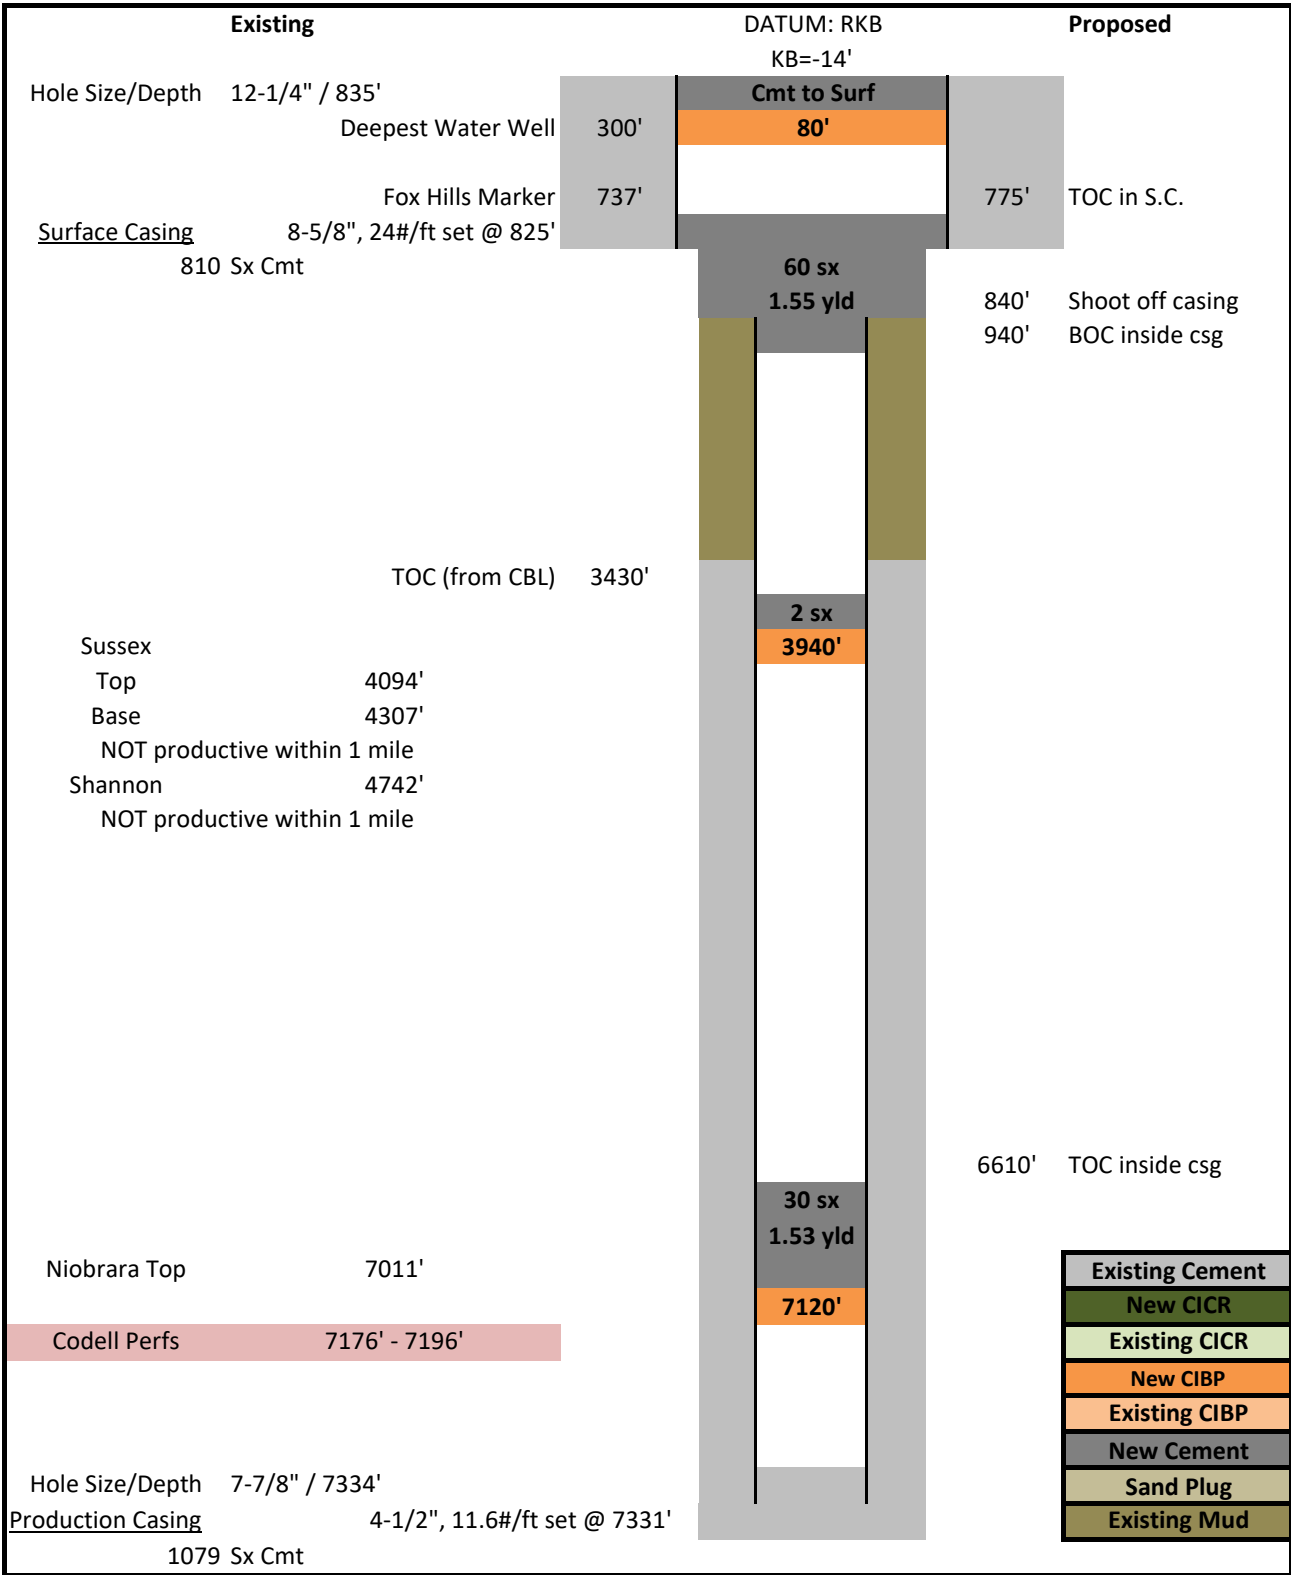 Existing DATUM: RKB Proposed
KB=-14'
Hole Size/Depth 12-1/4" / 835' Cmt to Surf
Deepest Water Well 300' 80'
Fox Hills Marker 737' 775' TOC in S.C.
Surface Casing 8-5/8", 24#/ft set @ 825'
810 Sx Cmt 60 sx
1.55 yld 840' Shoot off casing
940' BOC inside csg
TOC (from CBL) 3430'
2 sx
Sussex 3940'
Top 4094'
Base 4307'
NOT productive within 1 mile
Shannon 4742'
NOT productive within 1 mile
6610' TOC inside csg
30 sx
1.53 yld
Niobrara Top 7011' Existing Cement
7120' New CICR
Codell Perfs 7176' - 7196' Existing CICR
New CIBP
Existing CIBP
New Cement
Hole Size/Depth 7-7/8" / 7334' Sand Plug
Production Casing 4-1/2", 11.6#/ft set @ 7331' Existing Mud
1079 Sx Cmt